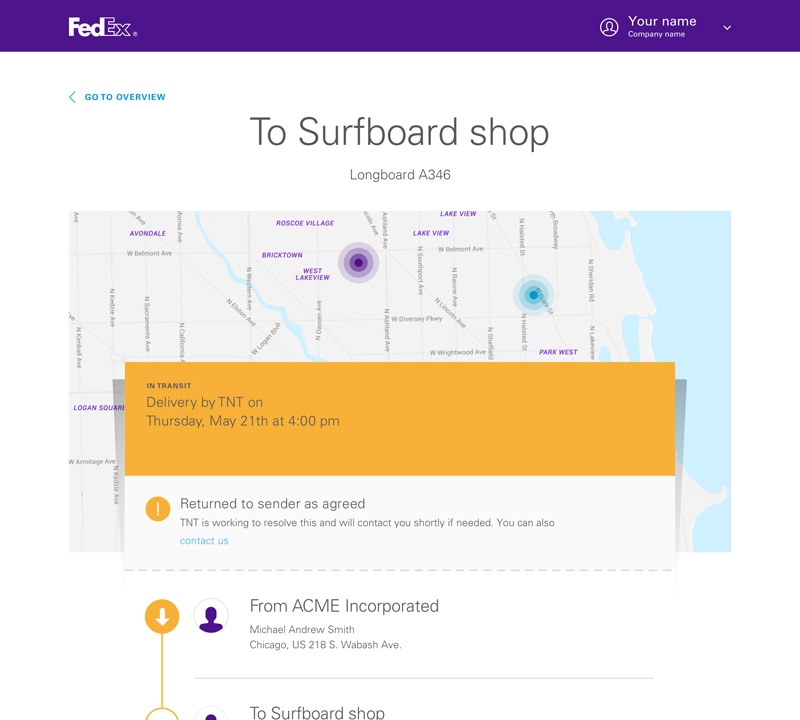 FedEx®
Your name
Company name
GO TO OVERVIEW
To Surfboard shop
Longboard A346
LAKE VIEW
ROSCOE VILLAGE
AVONDALE
LAKE VIEW
W Belmont Ave
W Belmont Ave
BRICKTOWN
WEST
LAKEVIEW
N Halsted St
N Southport Ave
N Racine Ave
N Sheridan Rd
N Western Ave
N Kedzie Ave
N Sacramento Ave
N Elston Ave
N Damen Ave
N Ashland Ave
N Lincoln Ave
N Kimball Ave
N California A
W Logan Blvd
W Diversey Pkwy
N Halsted St
N Sheffield
N Lakeview
W Wrightwood Ave
PARK WEST
IN TRANSIT
Delivery by TNT on
Thursday, May 21th at 4:00 pm
LOGAN SQUARE
W Armitage Ave
N Kedzie Ave
! Returned to sender as agreed
TNT is working to resolve this and will contact you shortly if needed. You can also
contact us
From ACME Incorporated
Michael Andrew Smith
Chicago, US 218 S. Wabash Ave.
To Surfboard shop